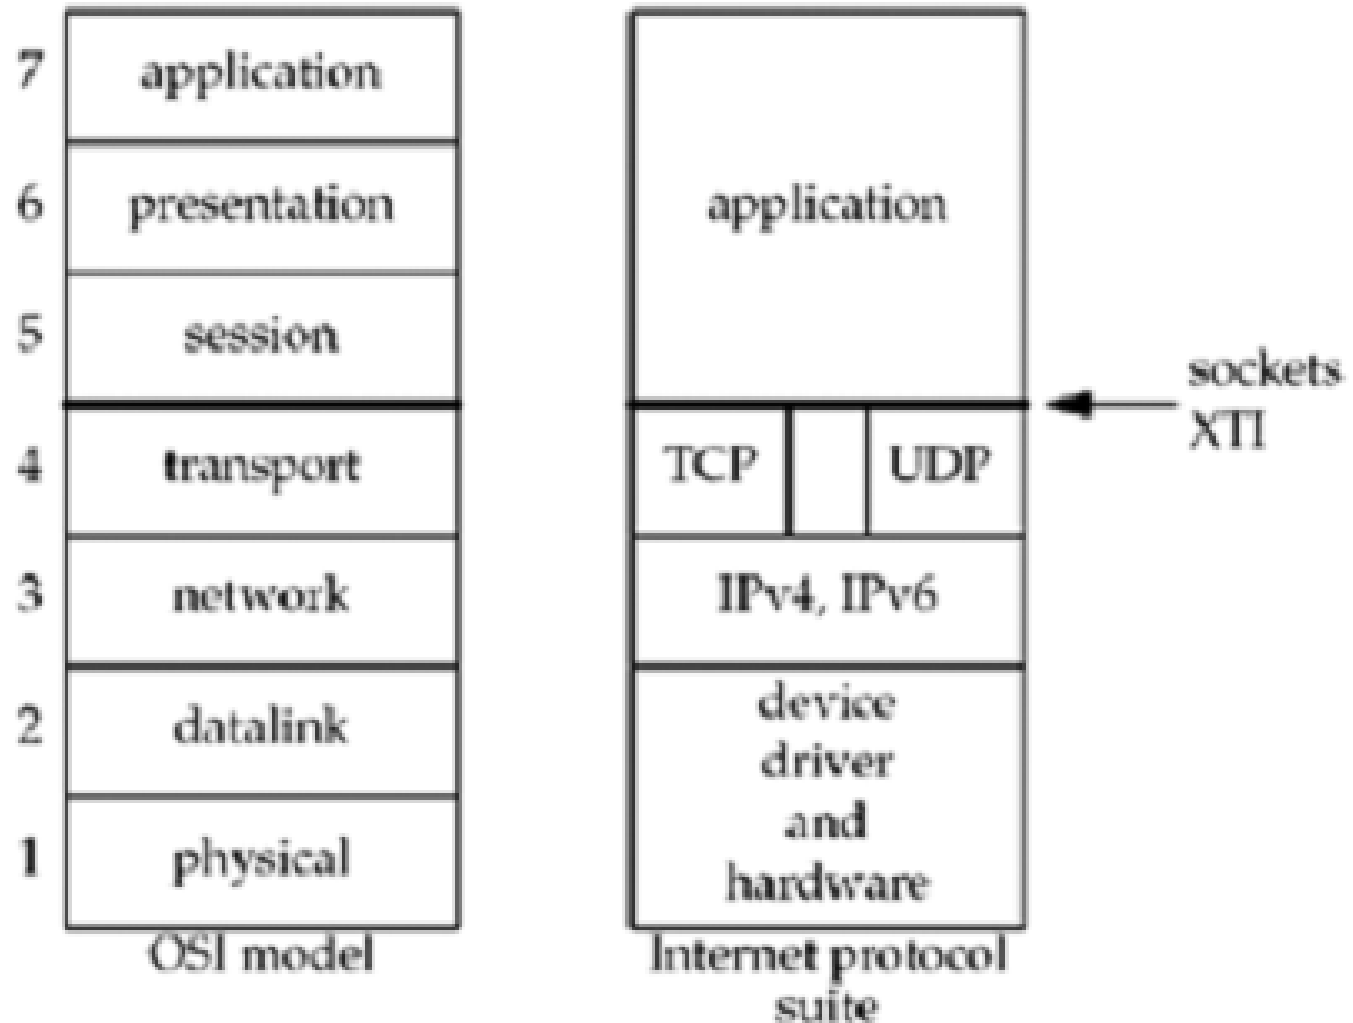 7 application
6 presentation
5 session
4 transport
3 network
2 datalink
1 physical
OSI model
application
TCP UDP
IPv4, IPv6
device
driver
and
hardware
Internet protocol
suite
sockets
XTI